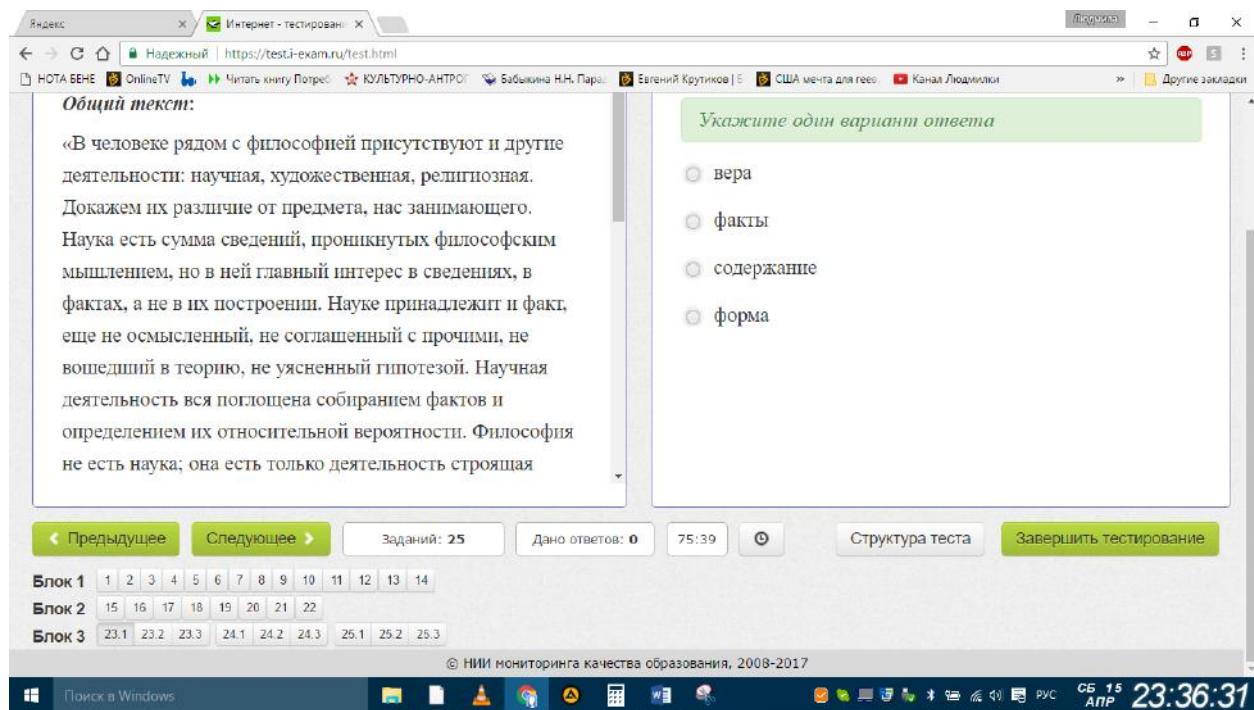 Яндекс
Интернет - тестировани
Людмила
Надежный | https://test.i-exam.ru/test.html
НОТА БЕНЕ OnlineTV Читать книгу Потреб КУЛЬТУРНО-АНТРОГ Бабыкина Н.Н. Пара Евгений Крутиков | Б США мечта для геев Канал Людмилки » Другие закладки
Общий текст:
«В человеке рядом с философией присутствуют и другие
деятельности: научная, художественная, религиозная.
Докажем их различие от предмета, нас занимающего.
Наука есть сумма сведений, проникнутых философским
мышлением, но в ней главный интерес в сведениях, в
фактах, а не в их построении. Науке принадлежит и факт,
еще не осмысленный, не соглашенный с прочими, не
вошедший в теорию, не уясненный гипотезой. Научная
деятельность вся поглощена собиранием фактов и
определением их относительной вероятности. Философия
не есть наука; она есть только деятельность строящая
Укажите один вариант ответа
вера
факты
содержание
форма
Предыдущее Следующее Заданий: 25 Дано ответов: 0 75:39 Структура теста Завершить тестирование
Блок 1 1 2 3 4 5 6 7 8 9 10 11 12 13 14
Блок 2 15 16 17 18 19 20 21 22
Блок 3 23.1 23.2 23.3 24.1 24.2 24.3 25.1 25.2 25.3
© НИИ мониторинга качества образования, 2008-2017
Поиск в Windows РУС СБ 15 АПР 23:36:31